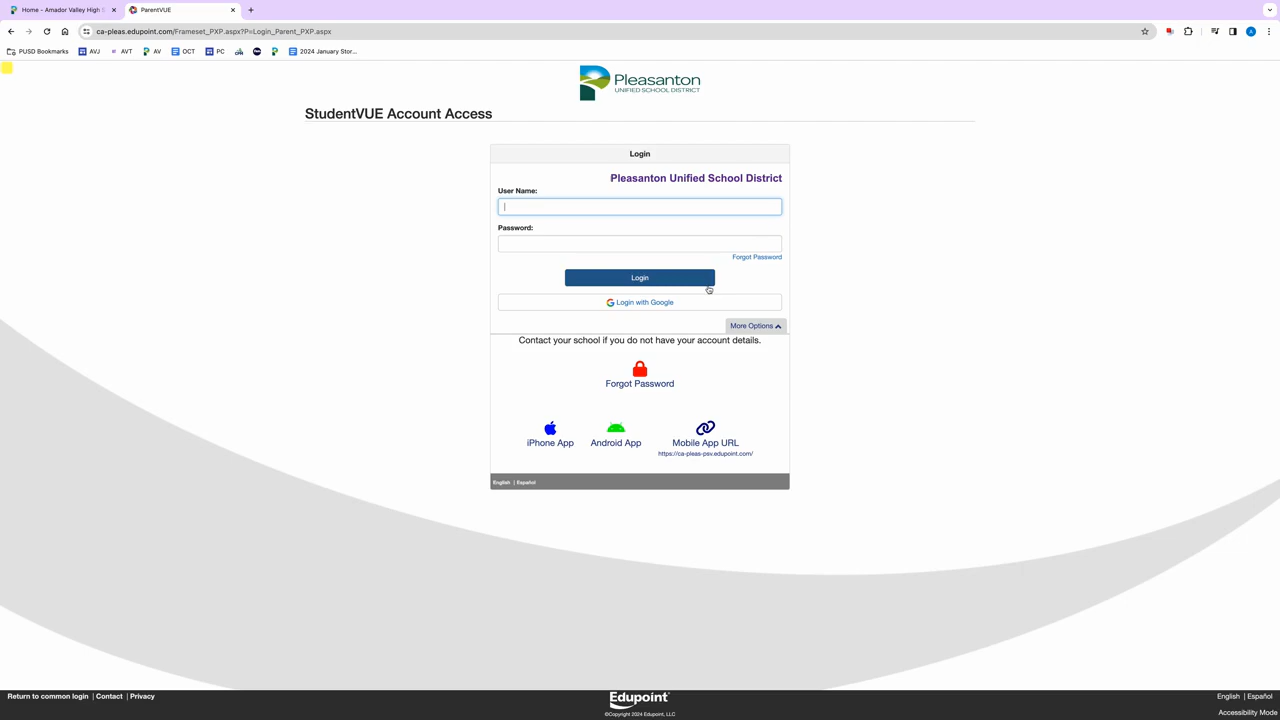 Home - Amador Valley High S
ParentVUE
ca-pleas.edupoint.com/Frameset_PXP.aspx?P=Login_Parent_PXP.aspx
PUSD Bookmarks AVJ AVT AV OCT PC 2024 January Stor...
Pleasanton
UNIFIED SCHOOL DISTRICT
StudentVUE Account Access
Login
Pleasanton Unified School District
User Name:
Password:
Forgot Password
Login
Login with Google
More Options
Contact your school if you do not have your account details.
Forgot Password
iPhone App Android App Mobile App URL
https://ca-pleas-psv.edupoint.com/
English | Español
Return to common login | Contact | Privacy
Edupoint
©Copyright 2024 Edupoint, LLC
English | Español
Accessibility Mode